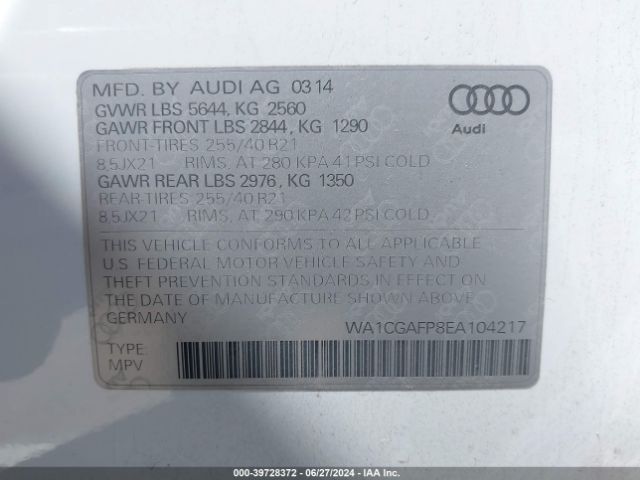 MFD. BY AUDI AG 03 14
GVWR LBS 5644, KG 2560
GAWR FRONT LBS 2844, KG 1290
FRONT-TIRES 255/40 R21
8,5JX21 RIMS, AT 280 KPA 41 PSI COLD
GAWR REAR LBS 2976, KG 1350
REAR-TIRES 255/40 R21
8,5JX21 RIMS, AT 290 KPA 42 PSI COLD
Audi
THIS VEHICLE CONFORMS TO ALL APPLICABLE
U.S. FEDERAL MOTOR VEHICLE SAFETY AND
THEFT PREVENTION STANDARDS IN EFFECT ON
THE DATE OF MANUFACTURE SHOWN ABOVE
GERMANY
WA1CGAFP8EA104217
TYPE:
MPV
000-39728372 - 06/27/2024 - IAA Inc.